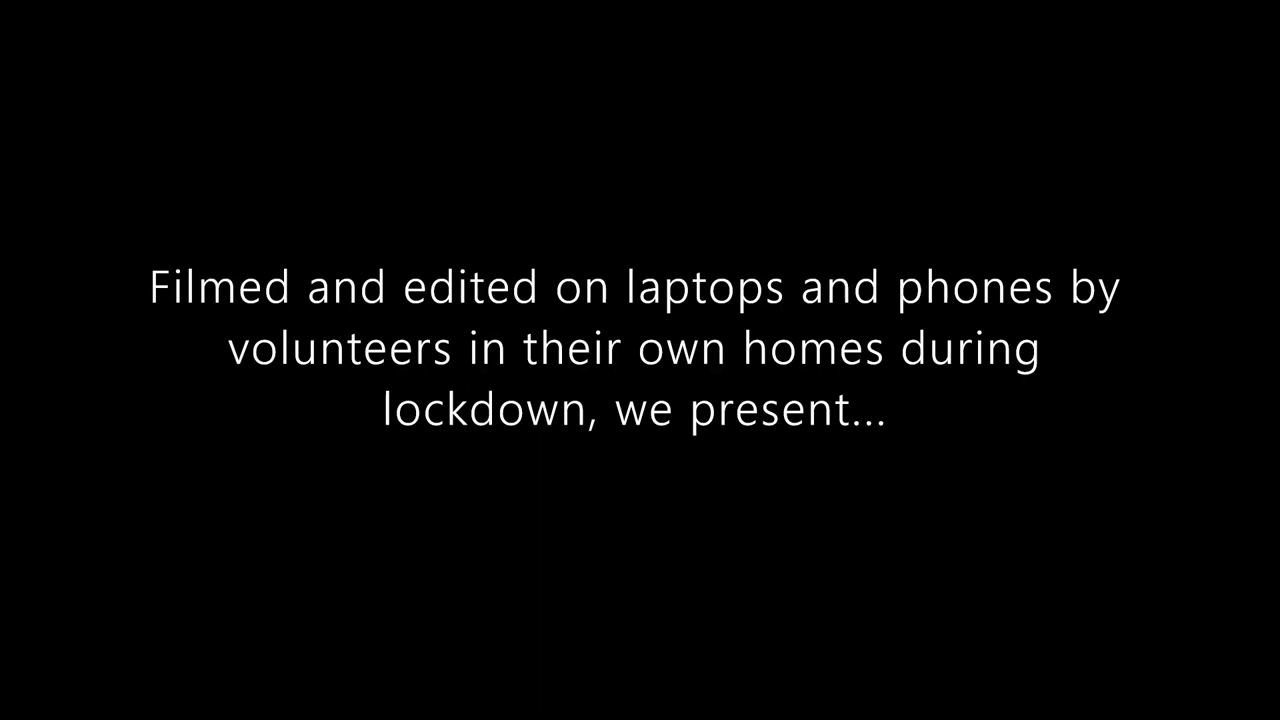 Filmed and edited on laptops and phones by
volunteers in their own homes during
lockdown, we present...